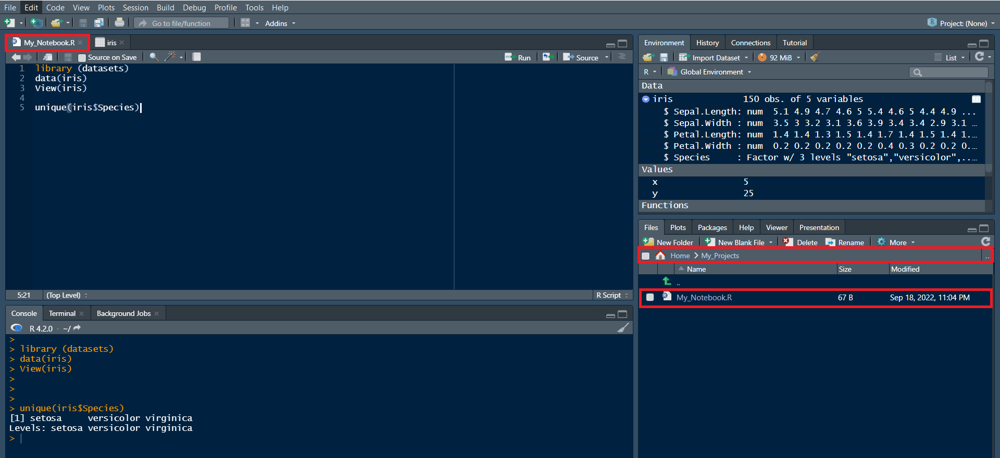 File Edit Code View Plots Session Build Debug Profile Tools Help
Go to file/function Addins Project: (None)
My_Notebook.R iris
Source on Save Run Source
1 library (datasets)
2 data(iris)
3 View(iris)
4
5 unique(iris$Species)
5:21 (Top Level) R Script
Console Terminal Background Jobs
R 4.2.0 · ~/
>
> library (datasets)
> data(iris)
> View(iris)
>
>
>
> unique(iris$Species)
[1] setosa     versicolor virginica
Levels: setosa versicolor virginica
>
Environment History Connections Tutorial
Import Dataset 92 MiB List
R Global Environment
Data
iris 150 obs. of 5 variables
$ Sepal.Length: num 5.1 4.9 4.7 4.6 5 5.4 4.6 5 4.4 4.9 ...
$ Sepal.Width : num 3.5 3 3.2 3.1 3.6 3.9 3.4 3.4 2.9 3.1 …
$ Petal.Length: num 1.4 1.4 1.3 1.5 1.4 1.7 1.4 1.5 1.4 1.…
$ Petal.Width : num 0.2 0.2 0.2 0.2 0.2 0.4 0.3 0.2 0.2 0.…
$ Species : Factor w/ 3 levels "setosa","versicolor",..…
Values
x 5
y 25
Functions
Files Plots Packages Help Viewer Presentation
New Folder New Blank File Delete Rename More
Home My_Projects ...
Name Size Modified
..
My_Notebook.R 67 B Sep 18, 2022, 11:04 PM